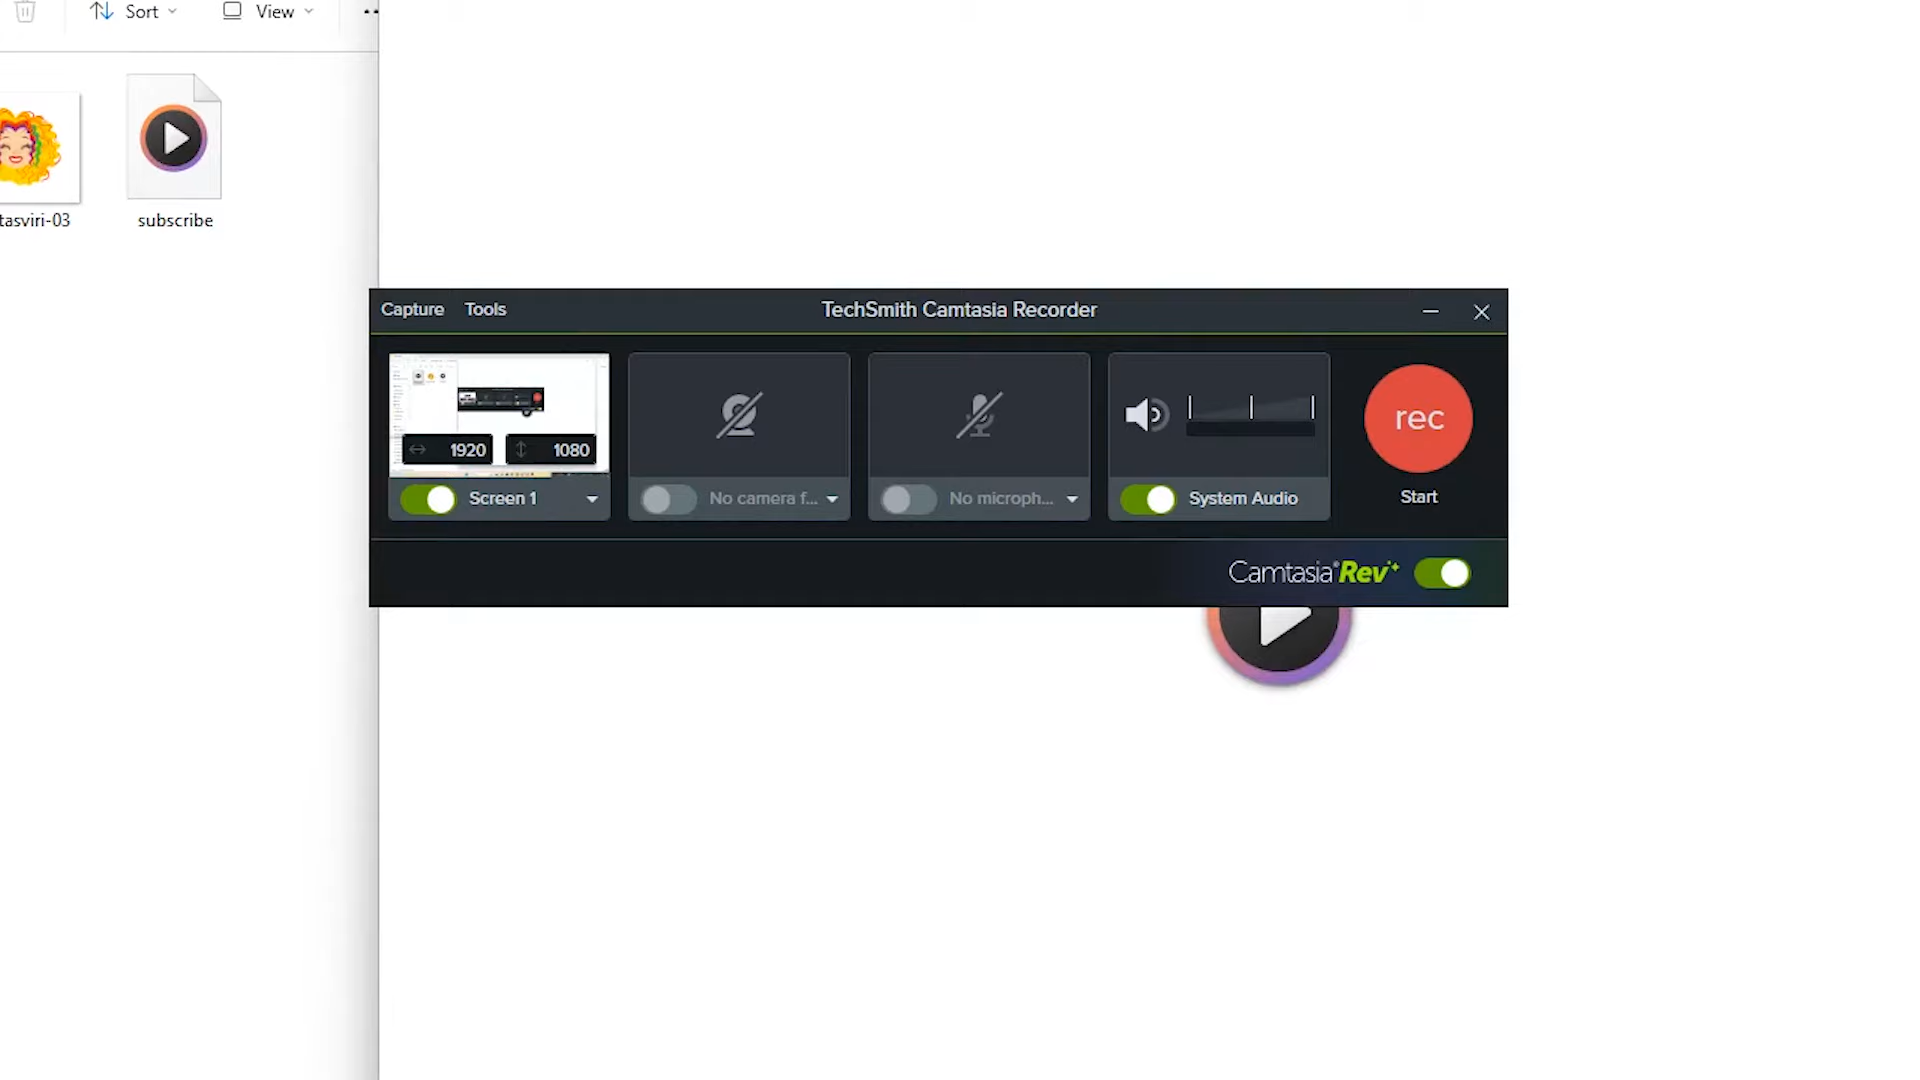 Sort
View
tasviri-03
subscribe
Capture
Tools
TechSmith Camtasia Recorder
1920
1080
rec
Screen 1
No camera f...
No microph...
System Audio
Start
Camtasia Rev